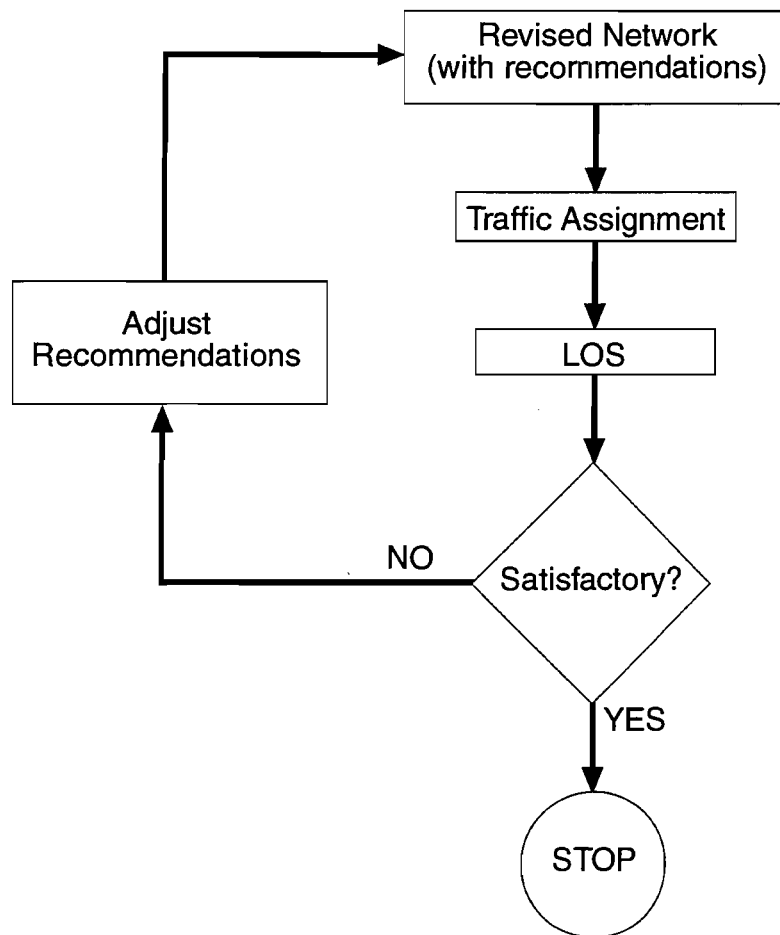 Revised Network
(with recommendations)
Traffic Assignment
Adjust
Recommendations
LOS
NO
Satisfactory?
YES
STOP